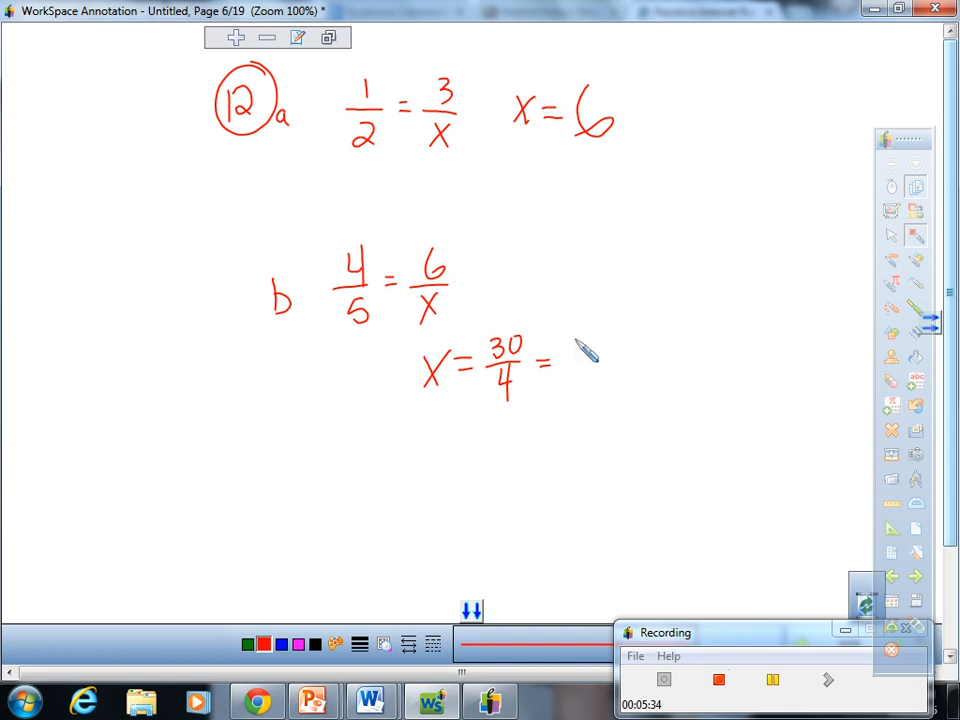 WorkSpace Annotation - Untitled, Page 6/19 (Zoom 100%) *
12 a 1/2 = 3/x x = 6
b 4/5 = 6/x
x = 30/4 =
Recording
File Help
00:05:34